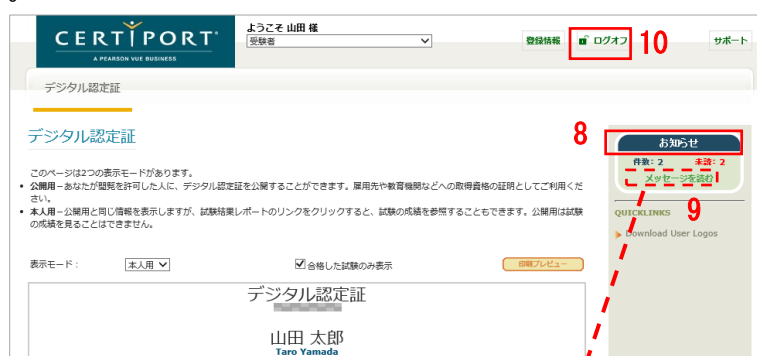 CERTIPORT
A PEARSON VUE BUSINESS
ようこそ 山田 様
受験者
登録情報
ログオフ
10
サポート
デジタル認定証
デジタル認定証
8
お知らせ
件数: 2 未読: 2
メッセージを読む
9
QUICKLINKS
Download User Logos
このページは2つの表示モードがあります。
• 公開用－あなたが閲覧を許可した人に、デジタル認定証を公開することができます。雇用先や教育機関などへの取得資格の証明としてご利用くだ
さい。
• 本人用－公開用と同じ情報を表示しますが、試験結果レポートのリンクをクリックすると、試験の成績を参照することもできます。公開用は試験
の成績を見ることはできません。
表示モード : 本人用 合格した試験のみ表示 印刷プレビュー
デジタル認定証
山田 太郎
Taro Yamada